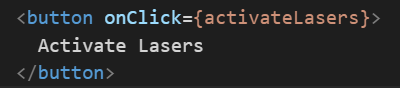 <button onClick={activateLasers}>
  Activate Lasers
</button>